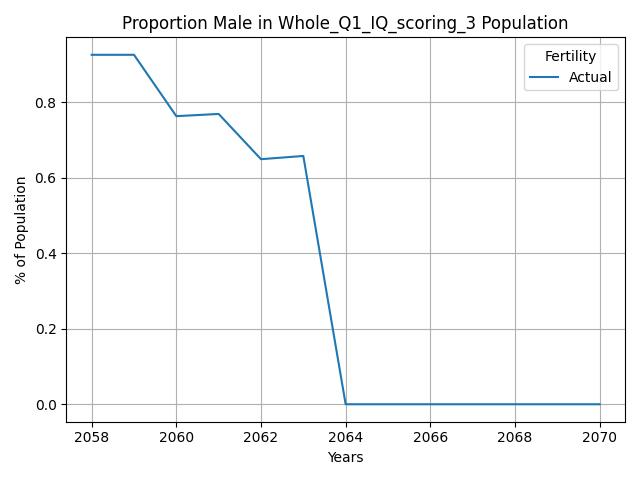 Proportion Male in Whole_Q1_IQ_scoring_3 Population
Fertility
Actual
% of Population
0.8
0.6
0.4
0.2
0.0
2058 2060 2062 2064 2066 2068 2070
Years